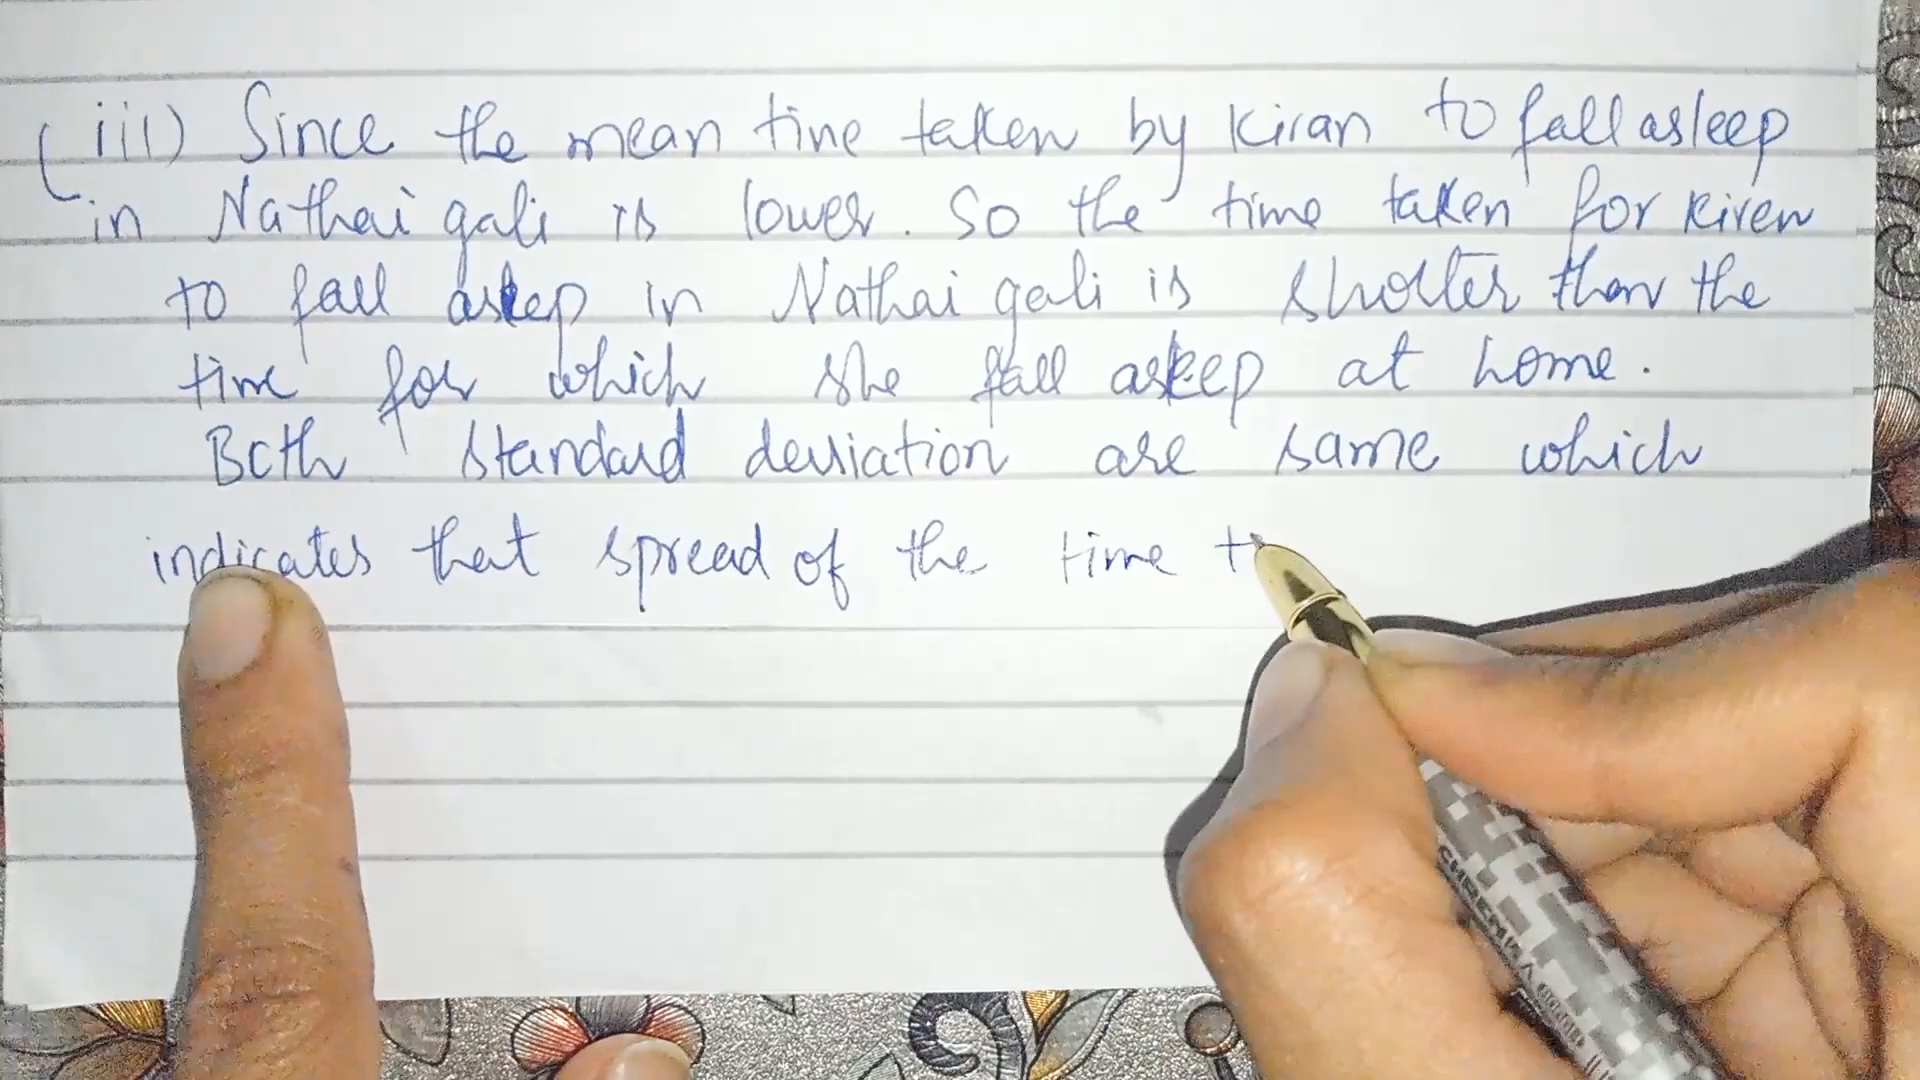 (iii) Since the mean time taken by Kiran to fall asleep
in Nathai gali is lower. So the time taken for Kiren
to fall asleep in Nathai gali is shorter than the
time for which she fall asleep at home.
Both standard deviation are same which
indicates that spread of the time t